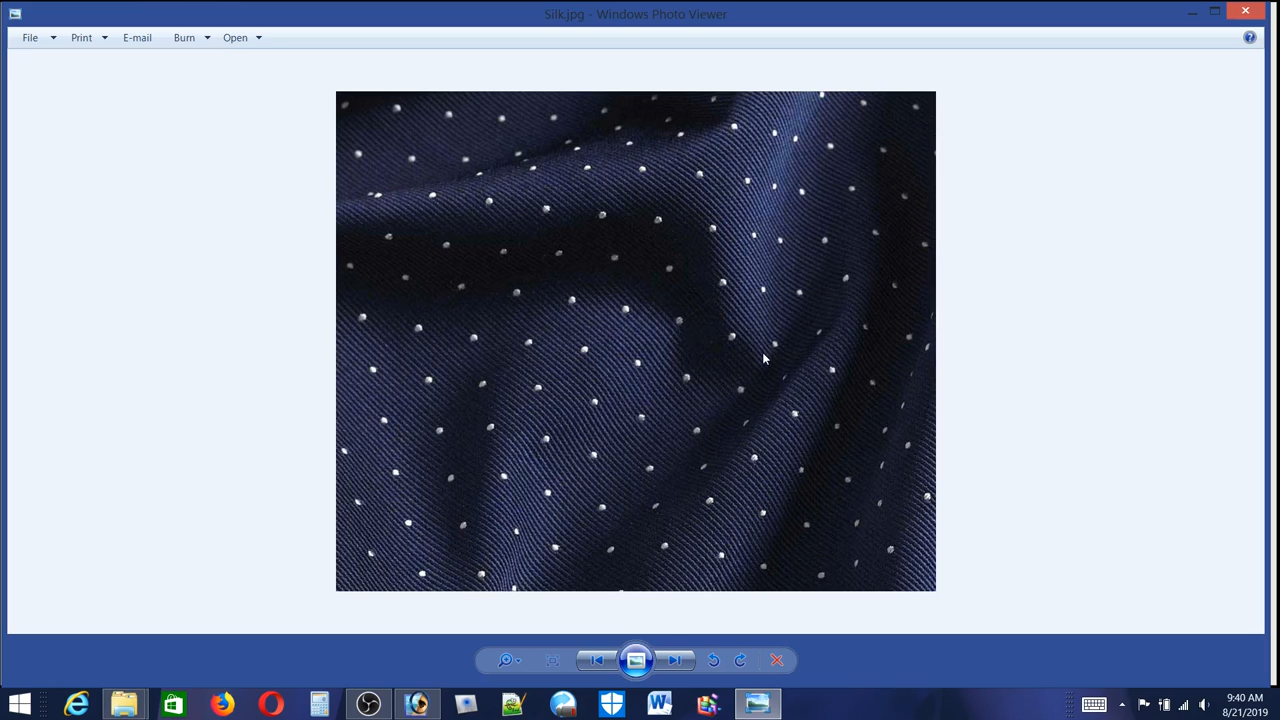 Silk.jpg - Windows Photo Viewer
File Print E-mail Burn Open
9:40 AM
8/21/2019